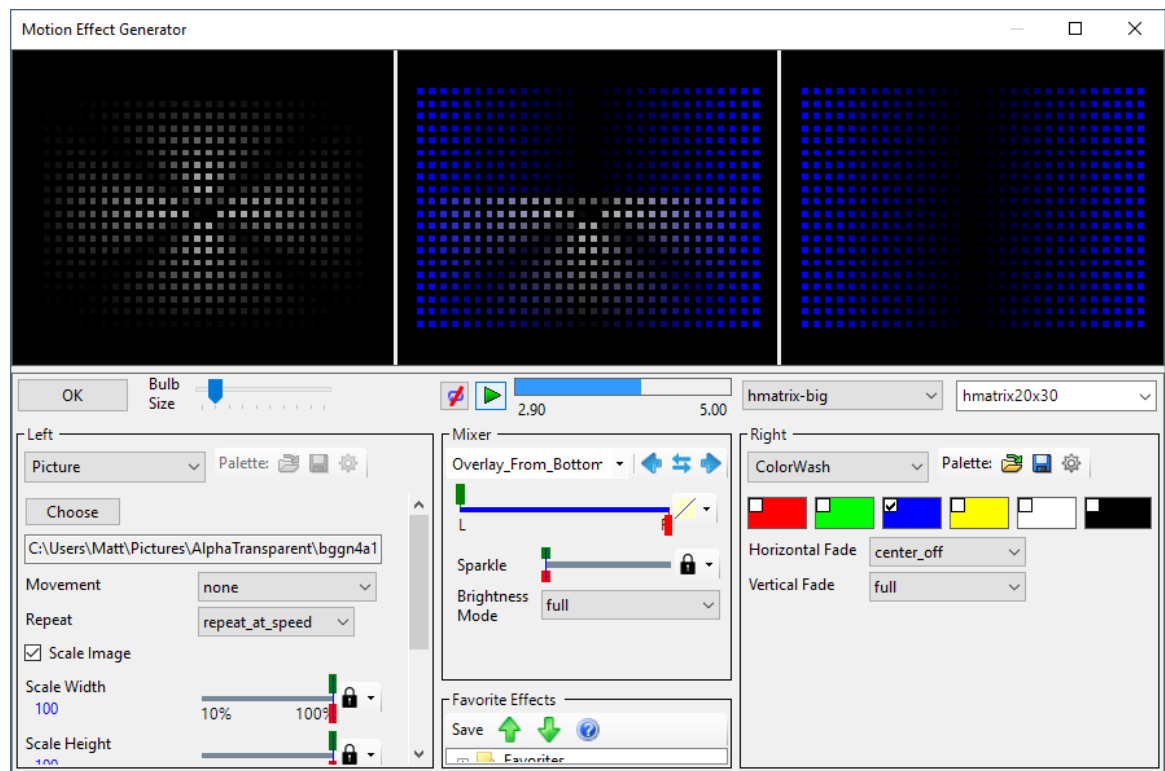 Motion Effect Generator
OK
Bulb
Size
2.90
5.00
hmatrix-big
hmatrix20x30
Left
Picture
Palette:
Choose
C:\Users\Matt\Pictures\AlphaTransparent\bggn4a1
Movement
none
Repeat
repeat_at_speed
Scale Image
Scale Width
100
10%
100%
Scale Height
100
Mixer
Overlay_From_Bottom
L
Sparkle
Brightness
Mode
full
Favorite Effects
Save
Favorites
Right
ColorWash
Palette:
Horizontal Fade
center_off
Vertical Fade
full